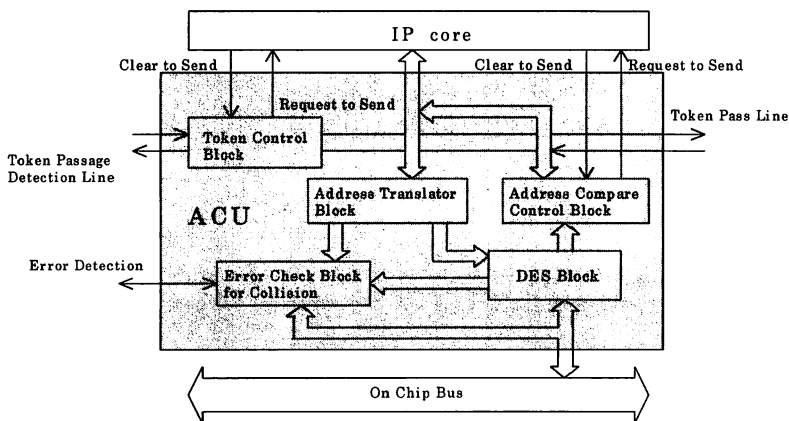 IP core
Clear to Send
Clear to Send
Request to Send
Request to Send
Token Pass Line
Token Control
Block
Token Passage
Detection Line
Address Translator
Block
Address Compare
Control Block
ACU
Error Detection
Error Check Block
for Collision
DES Block
On Chip Bus